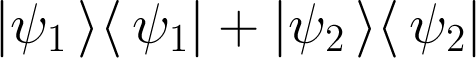 |ψ₁ ⟩⟨ ψ₁| + |ψ₂ ⟩⟨ ψ₂|